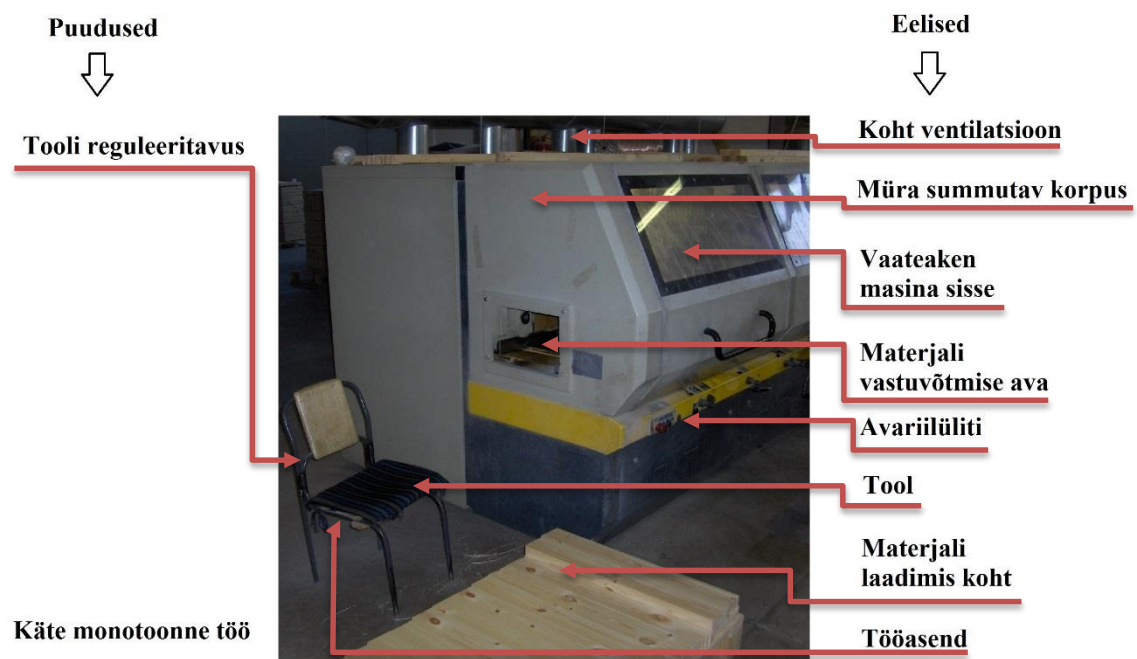 Puudused
Eelised
Tooli reguleeritavus
Koht ventilatsioon
Müra summutav korpus
Vaateaken
masina sisse
Materjali
vastuvõtmise ava
Avariilüliti
Tool
Materjali
laadimis koht
Käte monotoonne töö
Tööasend